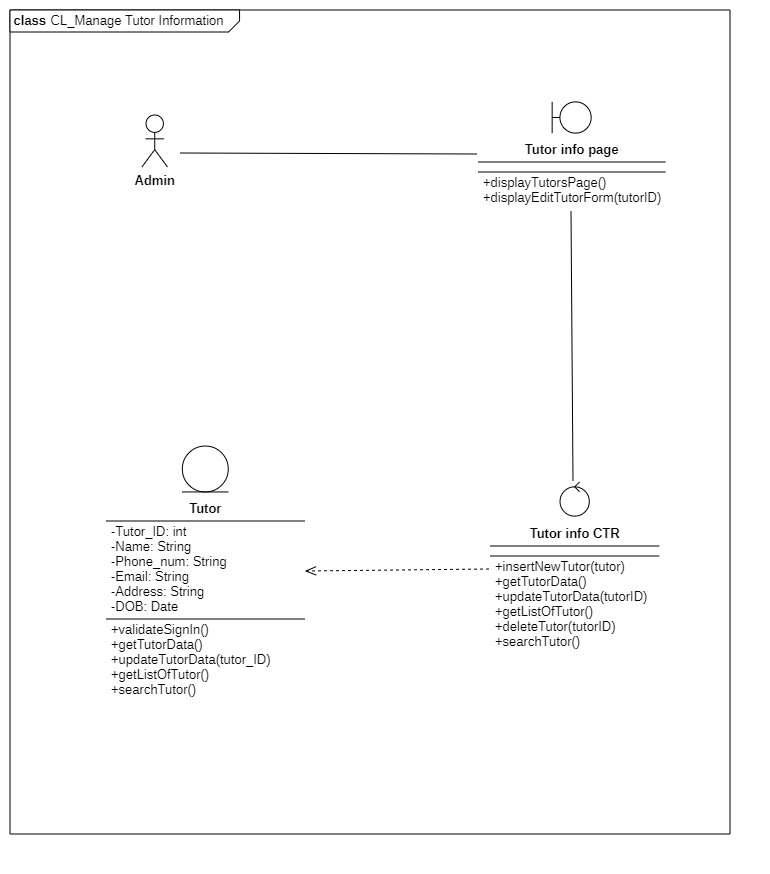 class CL_Manage Tutor Information
Admin
Tutor info page
+displayTutorsPage()
+displayEditTutorForm(tutorID)
Tutor
-Tutor_ID: int
-Name: String
-Phone_num: String
-Email: String
-Address: String
-DOB: Date
+validateSignIn()
+getTutorData()
+updateTutorData(tutor_ID)
+getListOfTutor()
+searchTutor()
Tutor info CTR
+insertNewTutor(tutor)
+getTutorData()
+updateTutorData(tutorID)
+getListOfTutor()
+deleteTutor(tutorID)
+searchTutor()